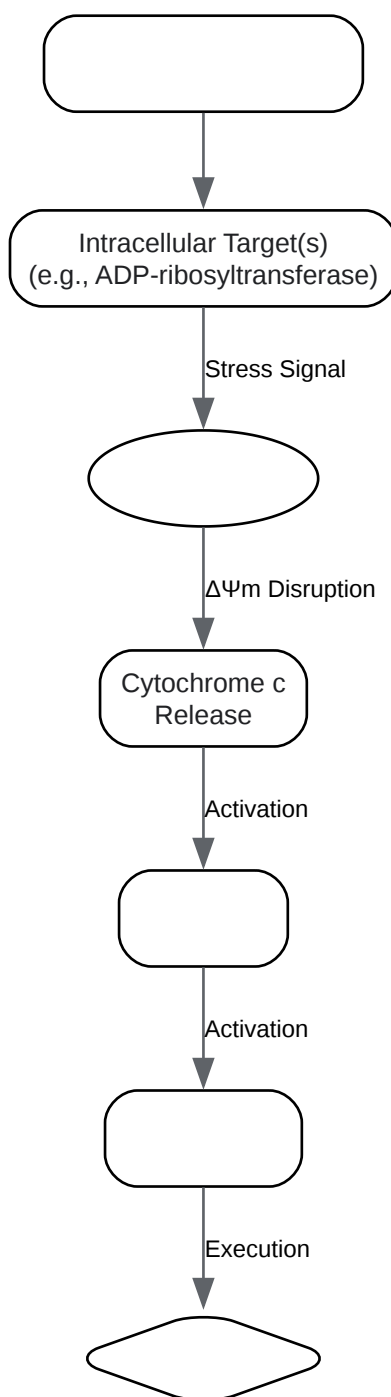 Intracellular Target(s)
(e.g., ADP-ribosyltransferase)
Stress Signal
ΔΨm Disruption
Cytochrome c
Release
Activation
Activation
Execution